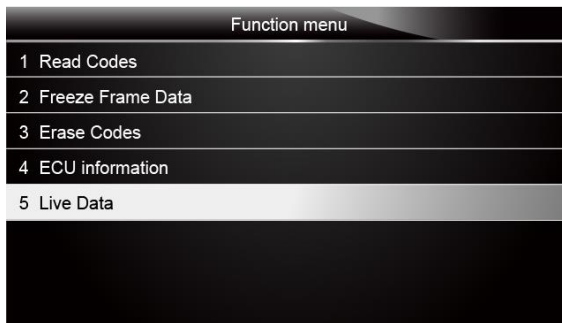 Function menu
1 Read Codes
2 Freeze Frame Data
3 Erase Codes
4 ECU information
5 Live Data